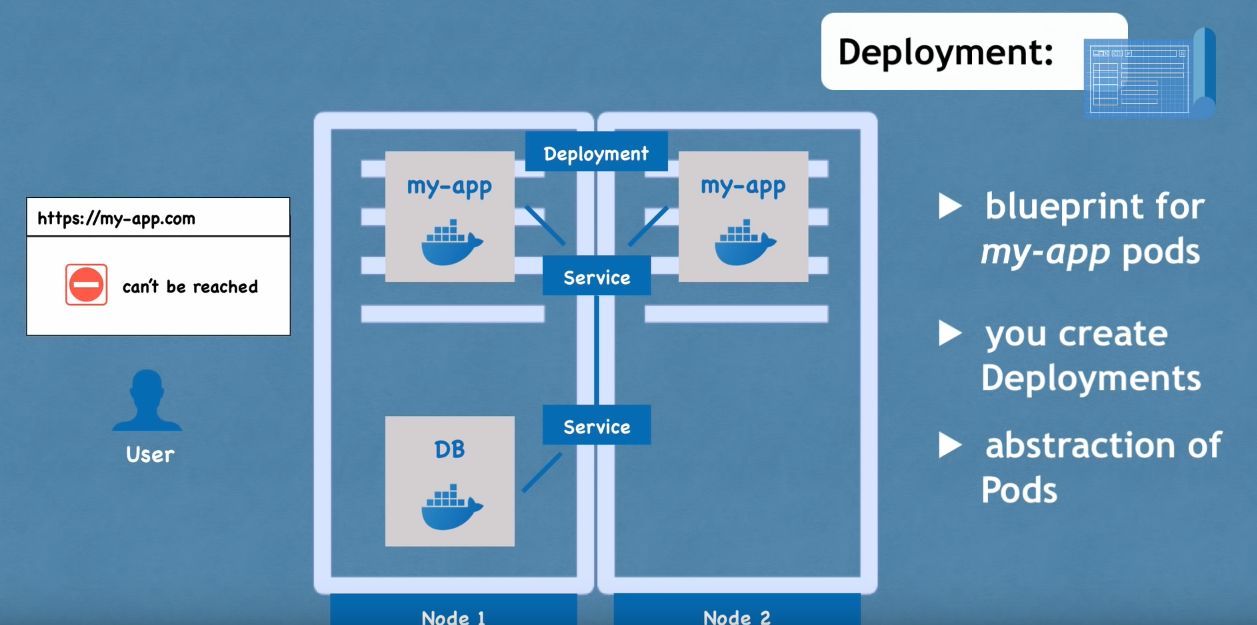 Deployment:
https://my-app.com
can't be reached
User
Deployment
my-app
my-app
Service
Service
DB
Node 1
Node 2
blueprint for
my-app pods
you create
Deployments
abstraction of
Pods